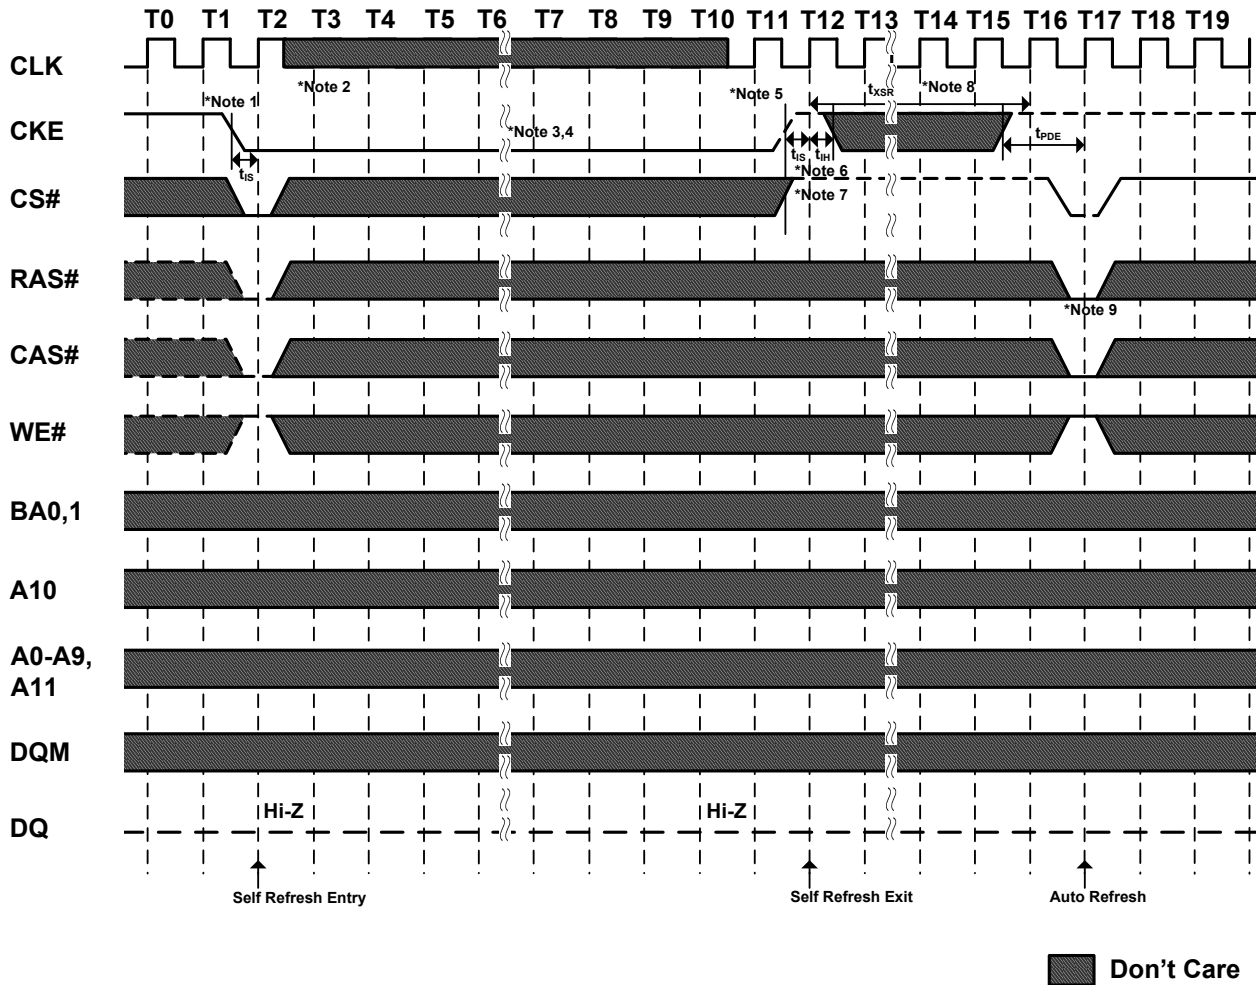 T0 T1 T2 T3 T4 T5 T6 T7 T8 T9 T10 T11 T12 T13 T14 T15 T16 T17 T18 T19
CLK
*Note 1
*Note 2
*Note 5
tXSR
*Note 8
CKE
*Note 3,4
tIS
tIS
tIH
tPDE
*Note 6
CS#
*Note 7
RAS#
*Note 9
CAS#
WE#
BA0,1
A10
A0-A9,
A11
DQM
Hi-Z
Hi-Z
DQ
Self Refresh Entry
Self Refresh Exit
Auto Refresh
Don't Care